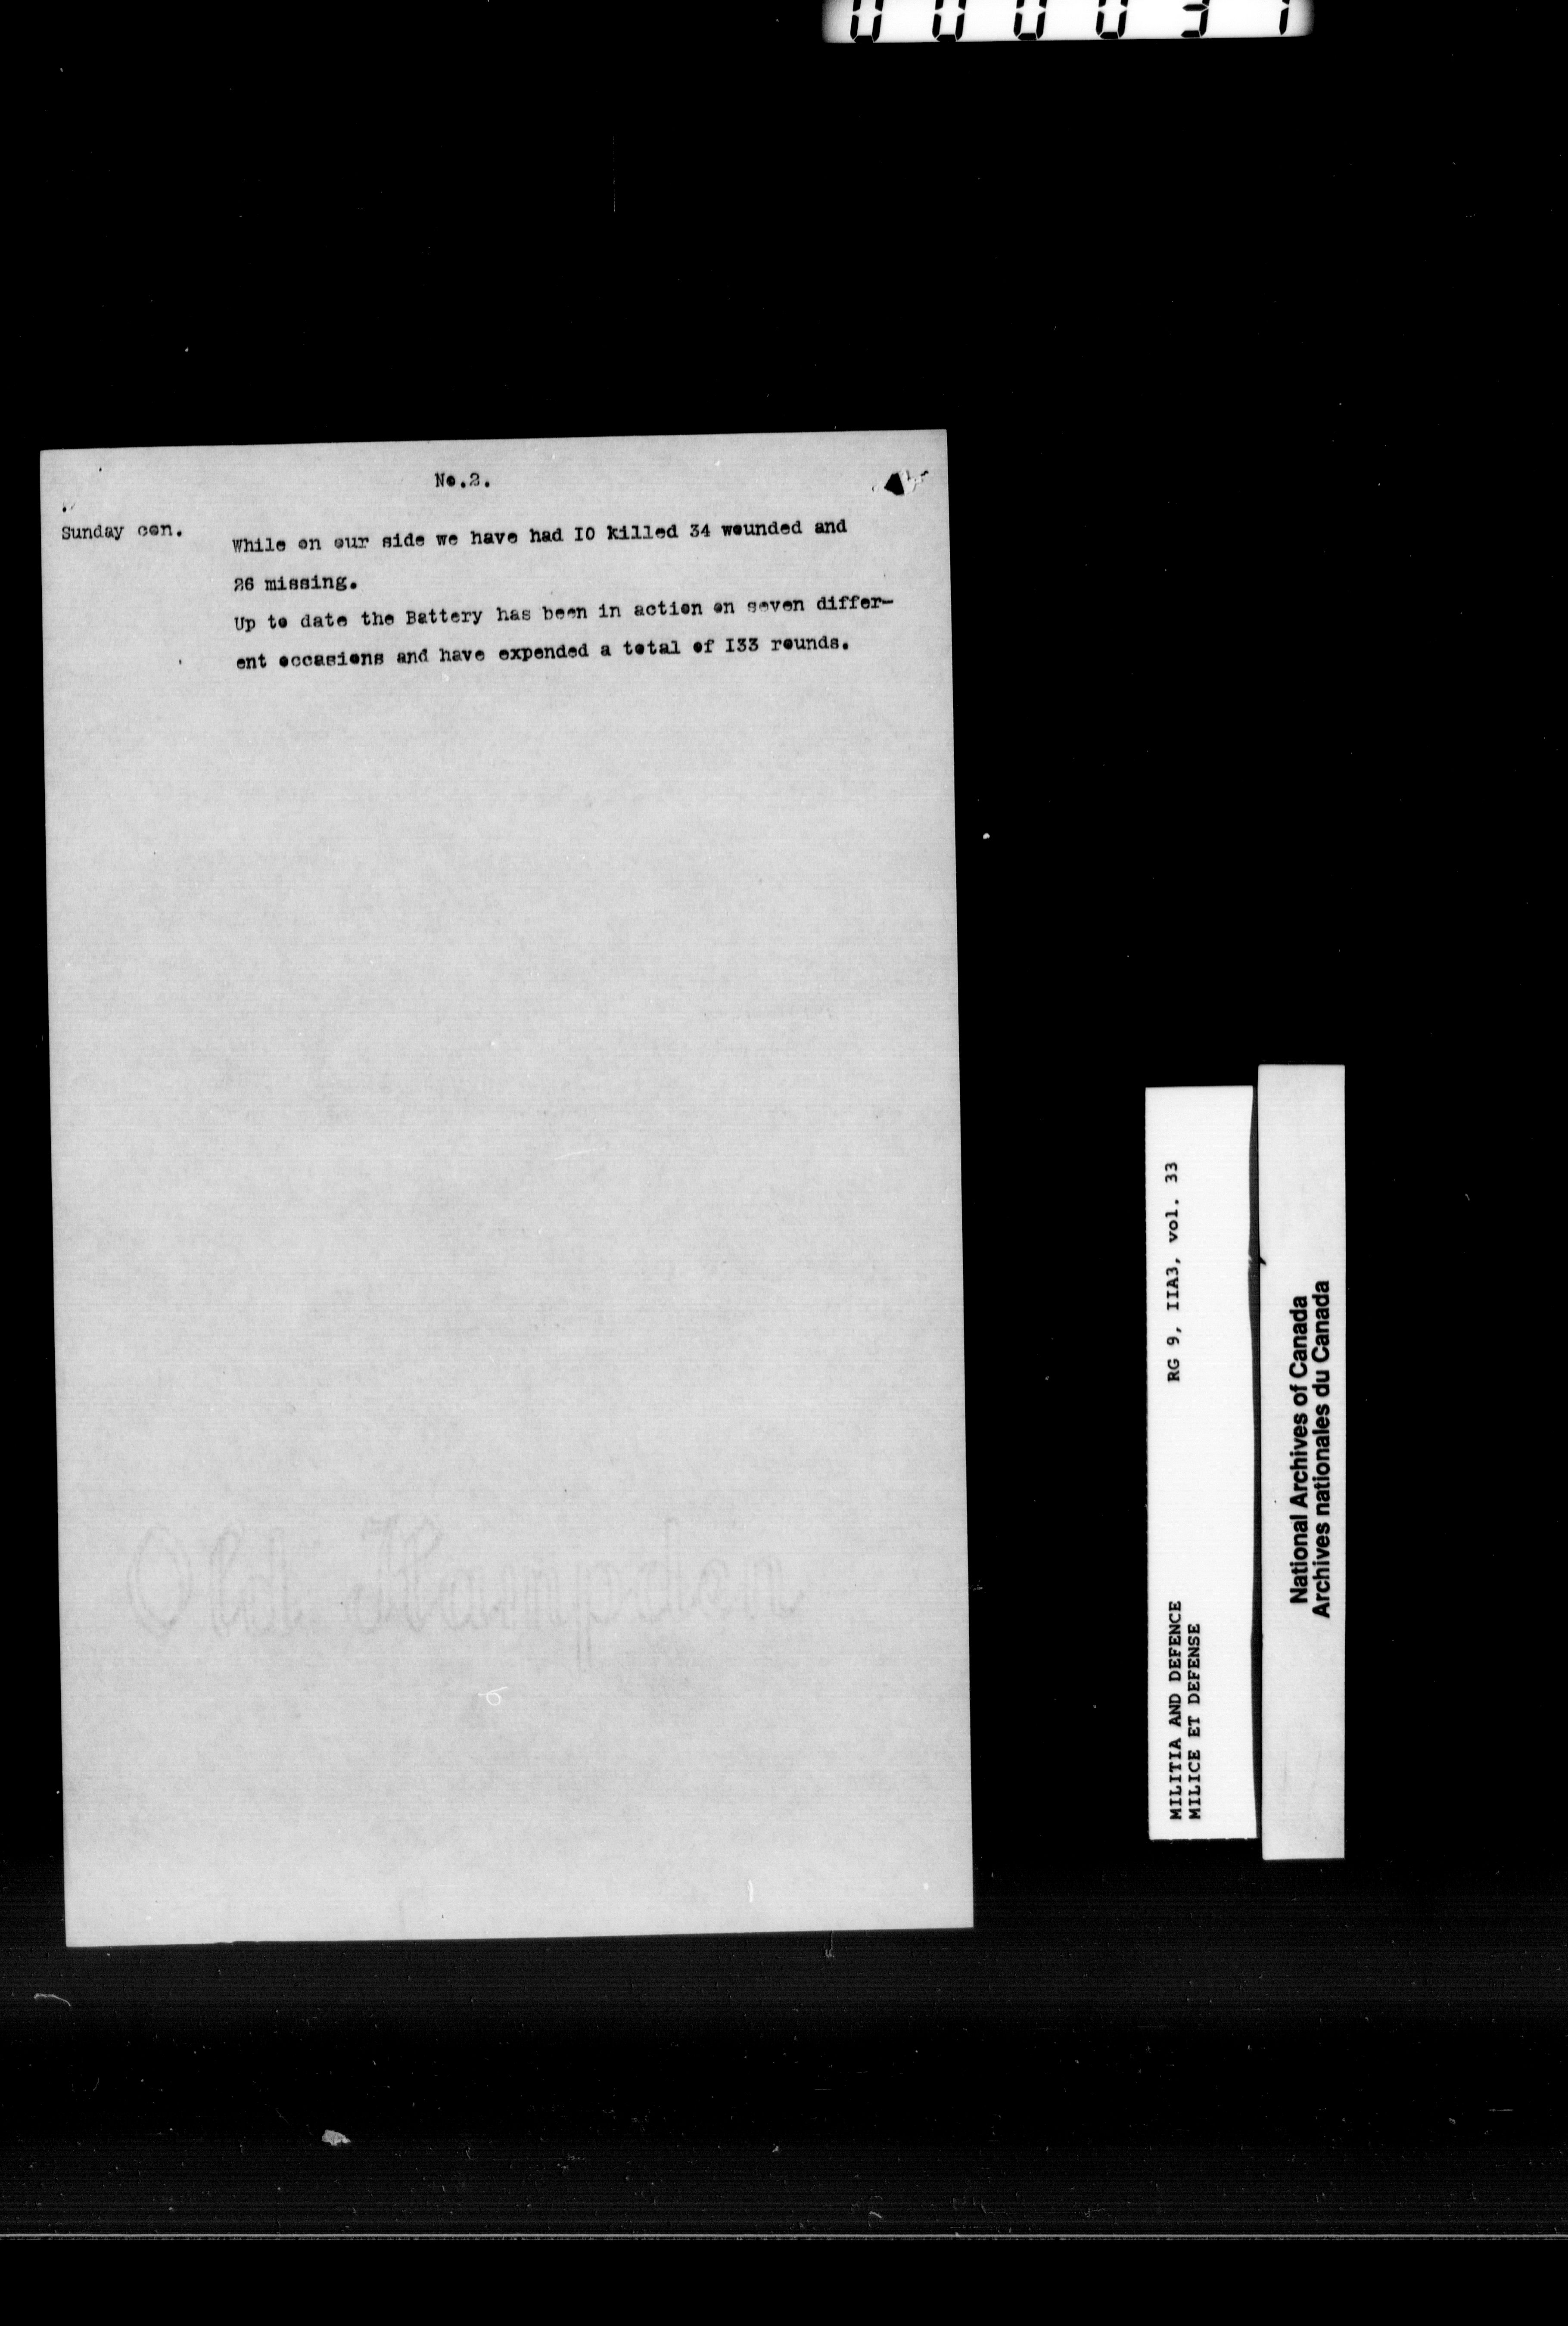 000031
No.2.
Sunday con.
While on our side we have had I0 killed 34 wounded and
26 missing.
Up to date the Battery has been in action on seven differ-
ent occasions and have expended a total of I33 rounds.
Old Hampden
RG 9, IIA3, vol. 33
MILITIA AND DEFENCE
MILICE ET DEFENSE
National Archives of Canada
Archives nationales du Canada